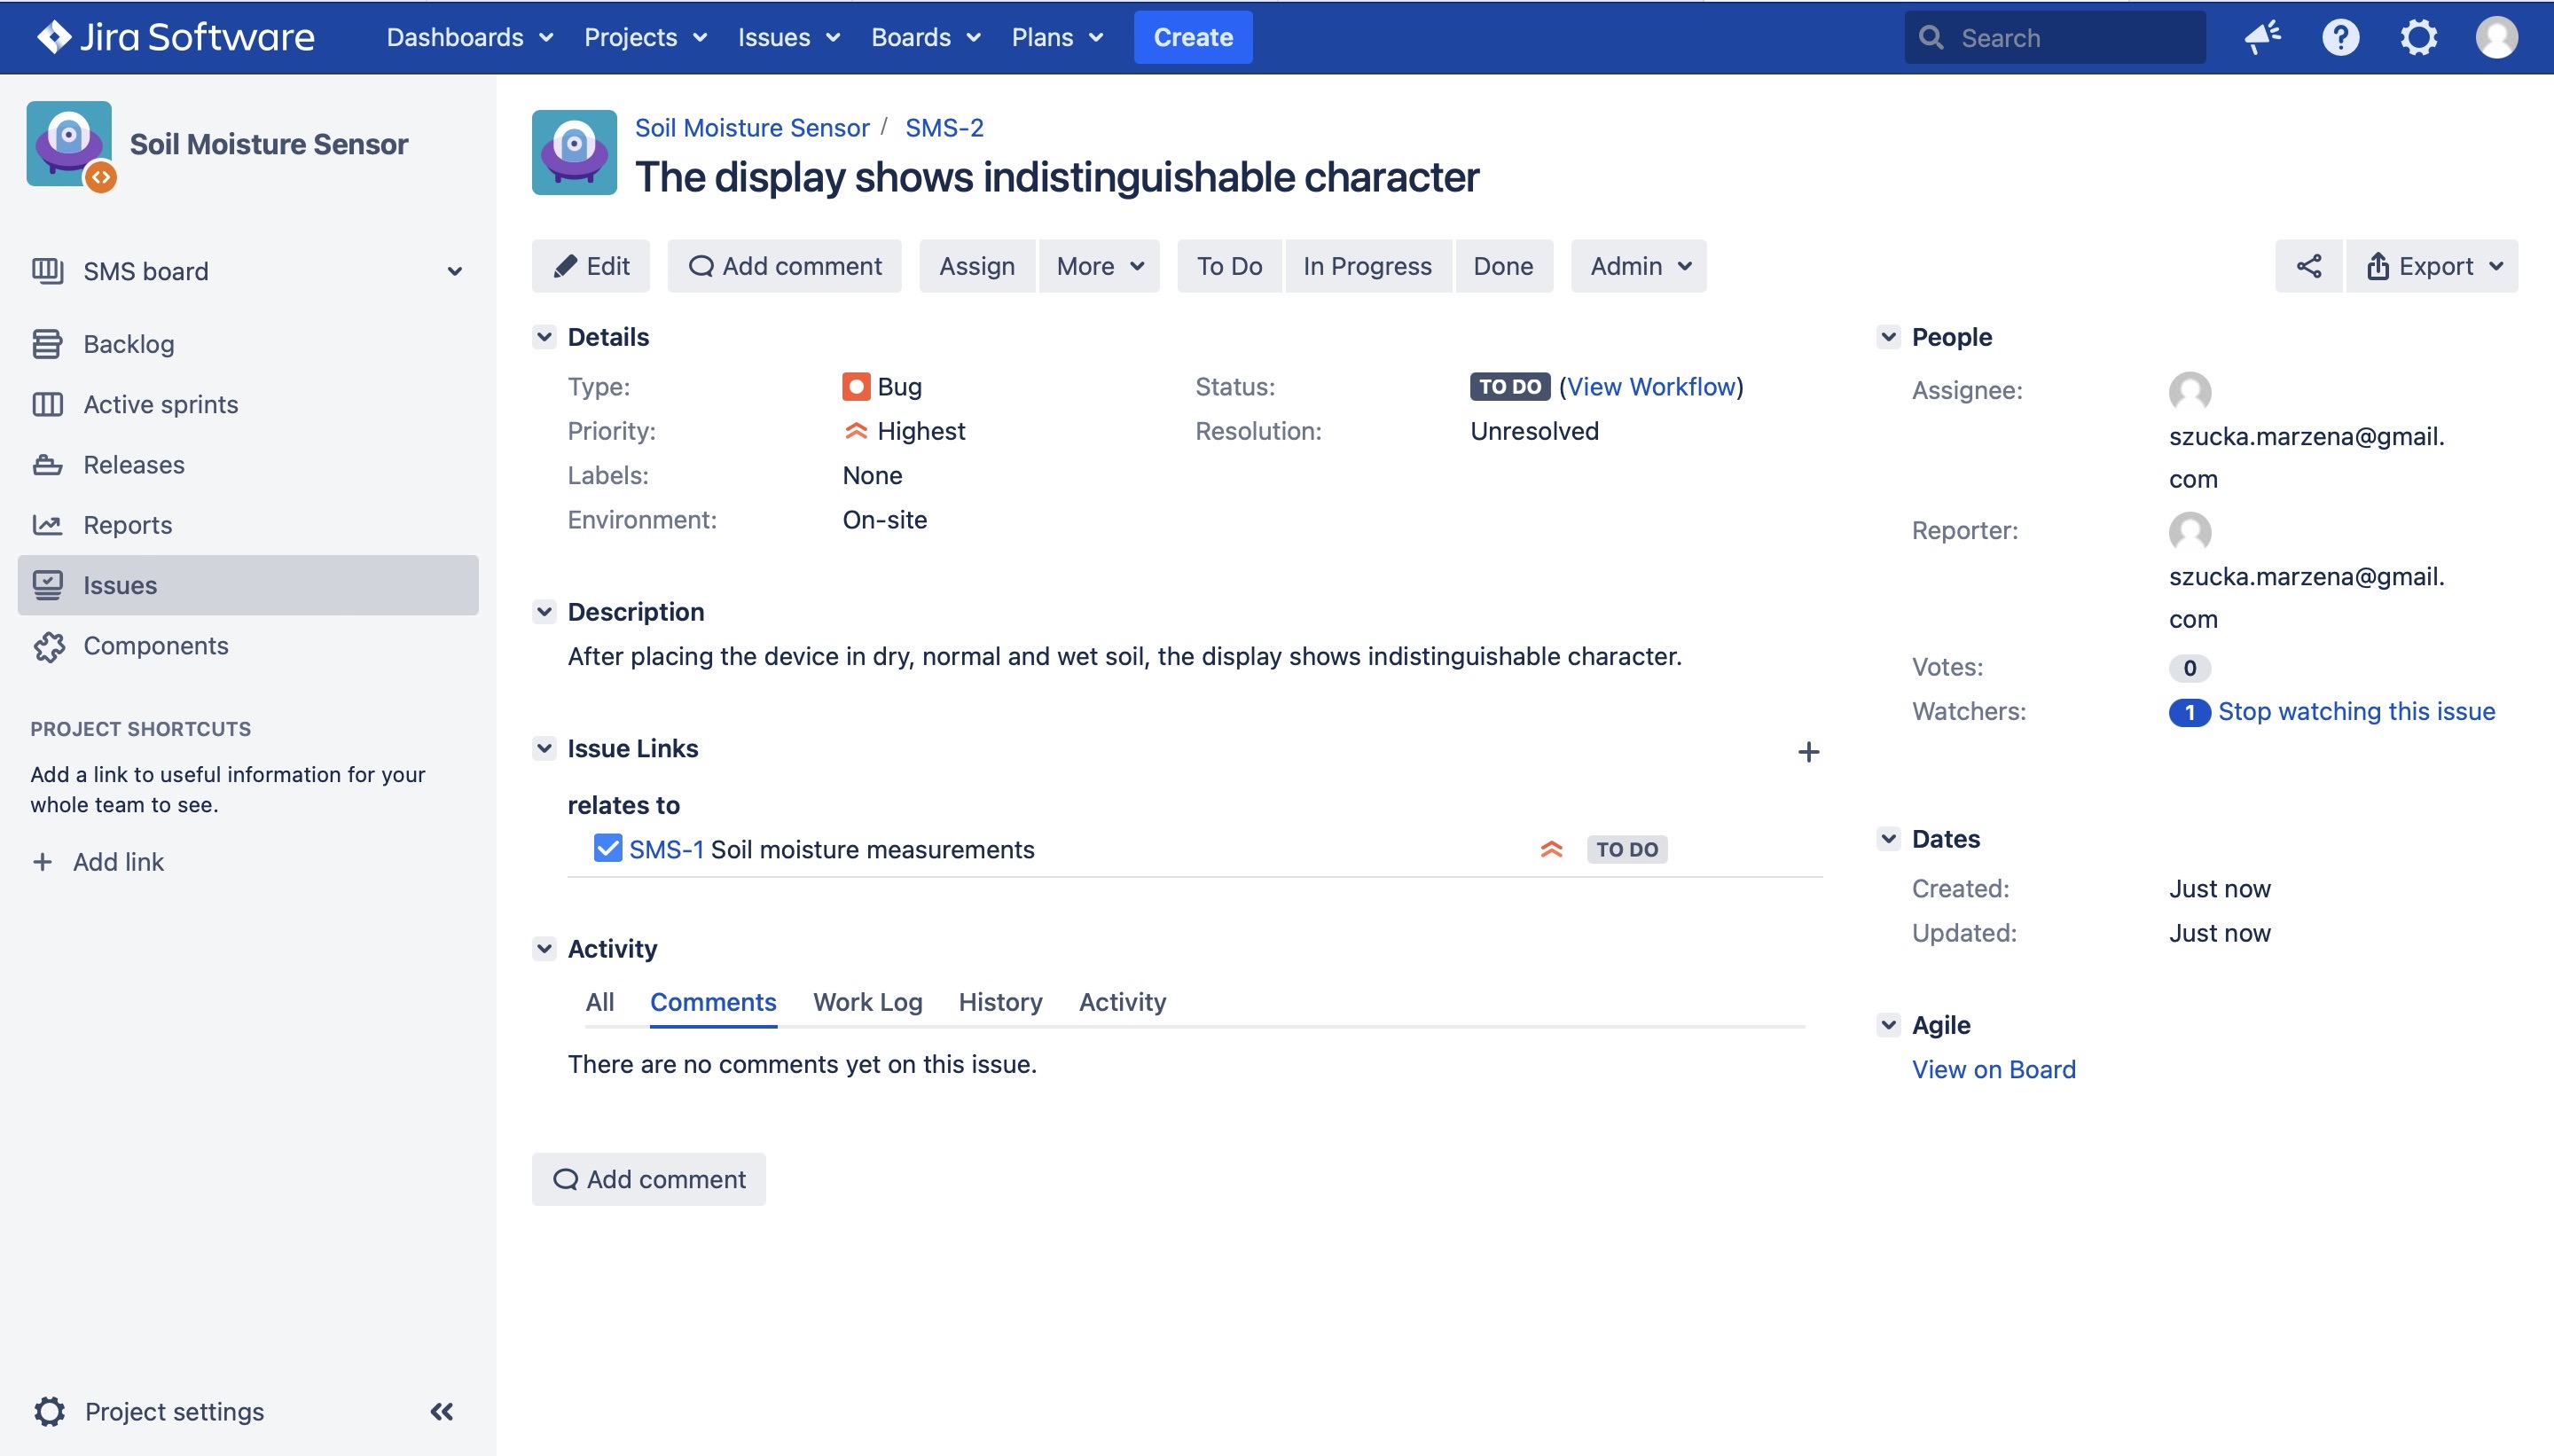 Jira Software Dashboards Projects Issues Boards Plans Create Search
Soil Moisture Sensor
SMS board
Backlog
Active sprints
Releases
Reports
Issues
Components
PROJECT SHORTCUTS
Add a link to useful information for your
whole team to see.
+ Add link
Project settings
Soil Moisture Sensor / SMS-2
The display shows indistinguishable character
Edit Add comment Assign More To Do In Progress Done Admin Export
Details
Type: Bug Status: TO DO (View Workflow)
Priority: Highest Resolution: Unresolved
Labels: None
Environment: On-site
Description
After placing the device in dry, normal and wet soil, the display shows indistinguishable character.
Issue Links
relates to
SMS-1 Soil moisture measurements TO DO
Activity
All Comments Work Log History Activity
There are no comments yet on this issue.
Add comment
People
Assignee:
szucka.marzena@gmail.
com
Reporter:
szucka.marzena@gmail.
com
Votes: 0
Watchers: 1 Stop watching this issue
Dates
Created: Just now
Updated: Just now
Agile
View on Board